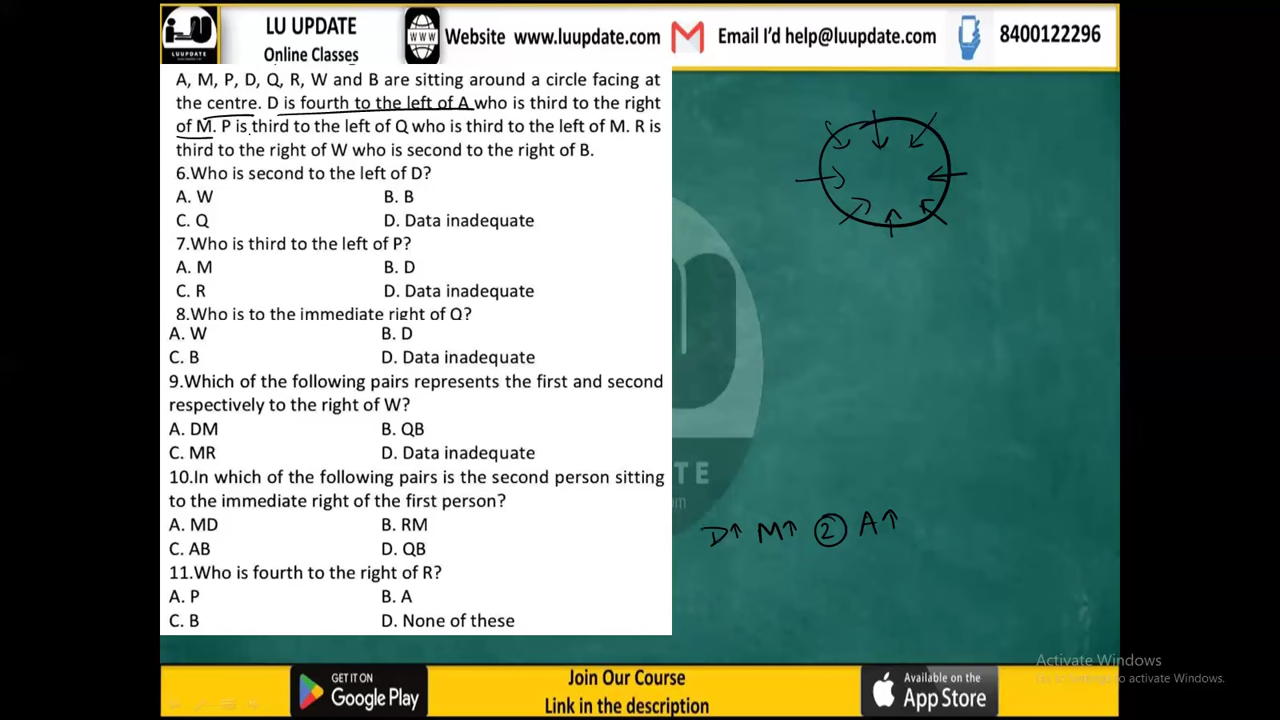 LU UPDATE
Online Classes
LUUPDATE
WWW
Website www.luupdate.com
Email I'd help@luupdate.com
8400122296
A, M, P, D, Q, R, W and B are sitting around a circle facing at
the centre. D is fourth to the left of A who is third to the right
of M. P is third to the left of Q who is third to the left of M. R is
third to the right of W who is second to the right of B.
6.Who is second to the left of D?
A. W B. B
C. Q D. Data inadequate
7.Who is third to the left of P?
A. M B. D
C. R D. Data inadequate
8.Who is to the immediate right of Q?
A. W B. D
C. B D. Data inadequate
9.Which of the following pairs represents the first and second
respectively to the right of W?
A. DM B. QB
C. MR D. Data inadequate
10.In which of the following pairs is the second person sitting
to the immediate right of the first person?
A. MD B. RM
C. AB D. QB
11.Who is fourth to the right of R?
A. P B. A
C. B D. None of these
TE
om
D↑ M↑ ② A↑
Activate Windows
GET IT ON
Google Play
Join Our Course
Link in the description
Available on the
App Store